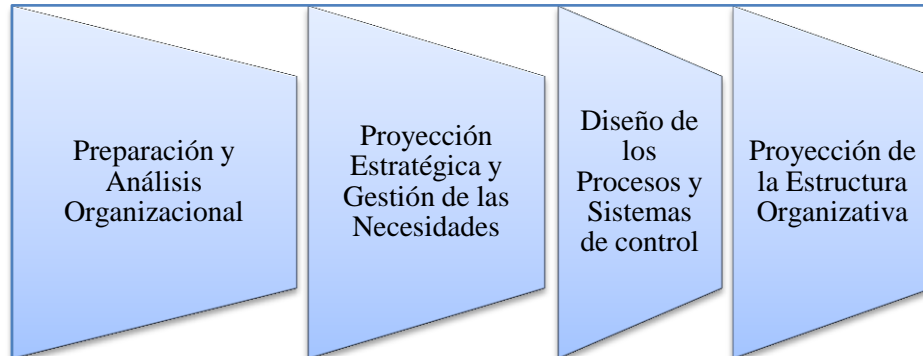 Preparación y
Análisis
Organizacional
Proyección
Estratégica y
Gestión de las
Necesidades
Diseño de
los
Procesos y
Sistemas
de control
Proyección de
la Estructura
Organizativa